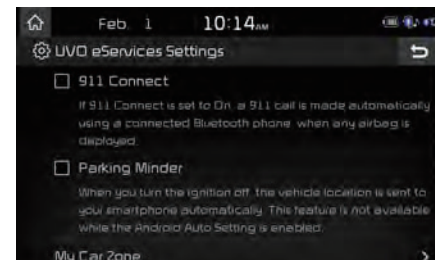 Feb. 1 10:14AM
UVO eServices Settings
911 Connect
If 911 Connect is set to On, a 911 call is made automatically
using a connected Bluetooth phone, when any airbag is
deployed.
Parking Minder
When you turn the ignition off, the vehicle location is sent to
your smartphone automatically. This feature is not available
while the Android Auto Setting is enabled.
My Car Zone